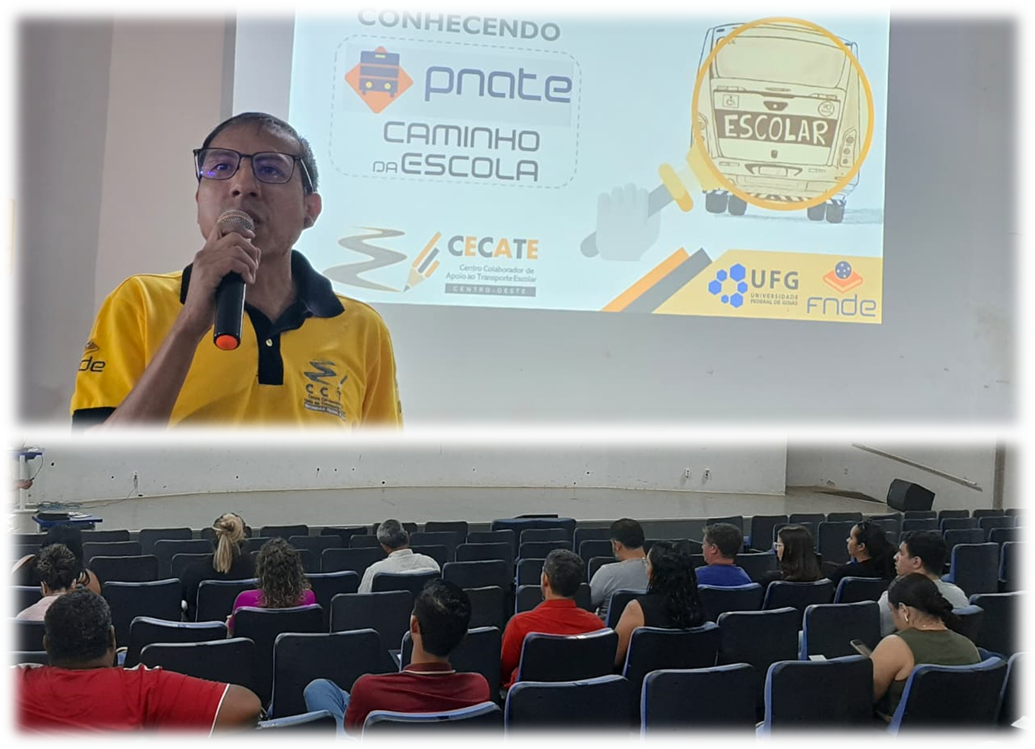 CONHECENDO
pnate
CAMINHO
DA ESCOLA
ESCOLAR
CECATE
Centro Colaborador de
Apoio ao Transporte Escolar
CENTRO-OESTE
UFG
UNIVERSIDADE
FEDERAL DE GOIÁS
FNDE
nde